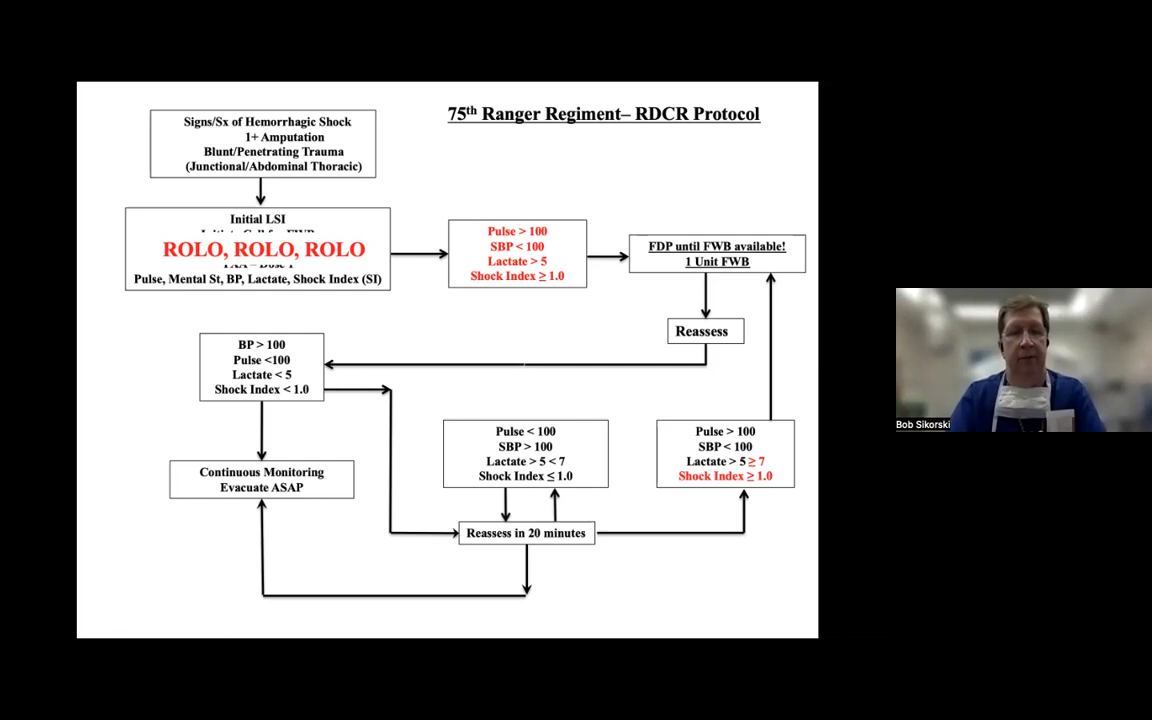 75th Ranger Regiment– RDCR Protocol
Signs/Sx of Hemorrhagic Shock
1+ Amputation
Blunt/Penetrating Trauma
(Junctional/Abdominal Thoracic)
Initial LSI
ROLO, ROLO, ROLO
Pulse, Mental St, BP, Lactate, Shock Index (SI)
Pulse > 100
SBP < 100
Lactate > 5
Shock Index ≥ 1.0
FDP until FWB available!
1 Unit FWB
Reassess
BP > 100
Pulse <100
Lactate < 5
Shock Index < 1.0
Continuous Monitoring
Evacuate ASAP
Pulse < 100
SBP > 100
Lactate > 5 < 7
Shock Index ≤ 1.0
Reassess in 20 minutes
Pulse > 100
SBP < 100
Lactate > 5 ≥ 7
Shock Index ≥ 1.0
Bob Sikorski